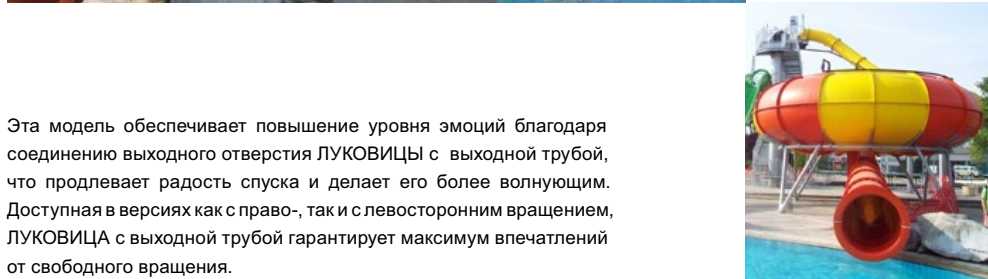 Эта модель обеспечивает повышение уровня эмоций благодаря
соединению выходного отверстия ЛУКОВИЦЫ с выходной трубой,
что продлевает радость спуска и делает его более волнующим.
Доступная в версиях как с право-, так и с левосторонним вращением,
ЛУКОВИЦА с выходной трубой гарантирует максимум впечатлений
от свободного вращения.